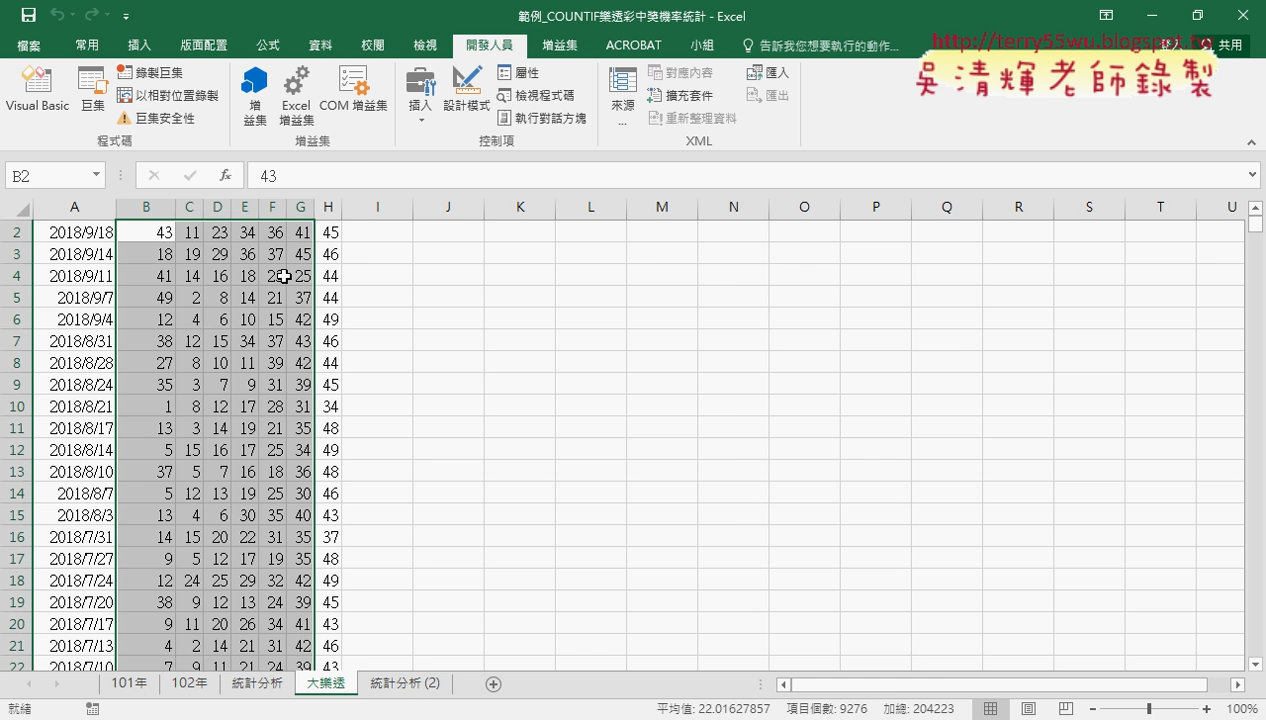 範例_COUNTIF樂透彩中獎機率統計 - Excel
檔案 常用 插入 版面配置 公式 資料 校閱 檢視 開發人員 增益集 ACROBAT 小組 告訴我您想要執行的動作... 共用
http://terry55wu.blogspot.tw
吳清輝老師錄製
Visual Basic 巨集 錄製巨集 以相對位置錄製 巨集安全性 程式碼
增益集 Excel 增益集 COM 增益集 增益集
插入 設計模式 屬性 檢視程式碼 執行對話方塊 控制項
來源... 對應內容 擴充套件 重新整理資料 匯入 匯出 XML
B2 fx 43
A B C D E F G H I J K L M N O P Q R S T U
2 2018/9/18 43 11 23 34 36 41 45
3 2018/9/14 18 19 29 36 37 45 46
4 2018/9/11 41 14 16 18 2 25 44
5 2018/9/7 49 2 8 14 21 37 44
6 2018/9/4 12 4 6 10 15 42 49
7 2018/8/31 38 12 15 34 37 43 46
8 2018/8/28 27 8 10 11 39 42 44
9 2018/8/24 35 3 7 9 31 39 45
10 2018/8/21 1 8 12 17 28 31 34
11 2018/8/17 13 3 14 19 21 35 48
12 2018/8/14 5 15 16 17 25 34 49
13 2018/8/10 37 5 7 16 18 36 48
14 2018/8/7 5 12 13 19 25 30 46
15 2018/8/3 13 4 6 30 35 40 43
16 2018/7/31 14 15 20 22 31 35 37
17 2018/7/27 9 5 12 17 19 35 48
18 2018/7/24 12 24 25 29 32 42 49
19 2018/7/20 38 9 12 13 24 39 45
20 2018/7/17 9 11 20 26 34 41 43
21 2018/7/13 4 2 14 21 31 42 46
22 2018/7/10 7 9 11 21 24 39 43
101年 102年 統計分析 大樂透 統計分析 (2)
就緒 平均值: 22.01627857 項目個數: 9276 加總: 204223 100%